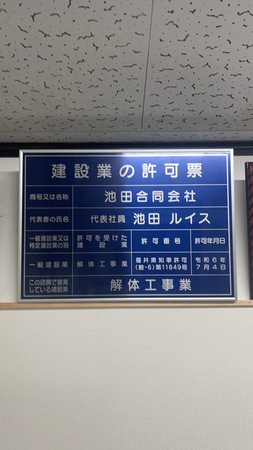 建設業の許可票
商号又は名称 池田合同会社
代表者の氏名 代表社員 池田 ルイス
一般建設業又は 許可を受けた 許可番号 許可年月日
特定建設業の別 建設業
一般建設業 解体工事業 福井県知事許可 令和6年
(般-6)第11849号 7月4日
この店舗で営業 解体工事業
している建設業